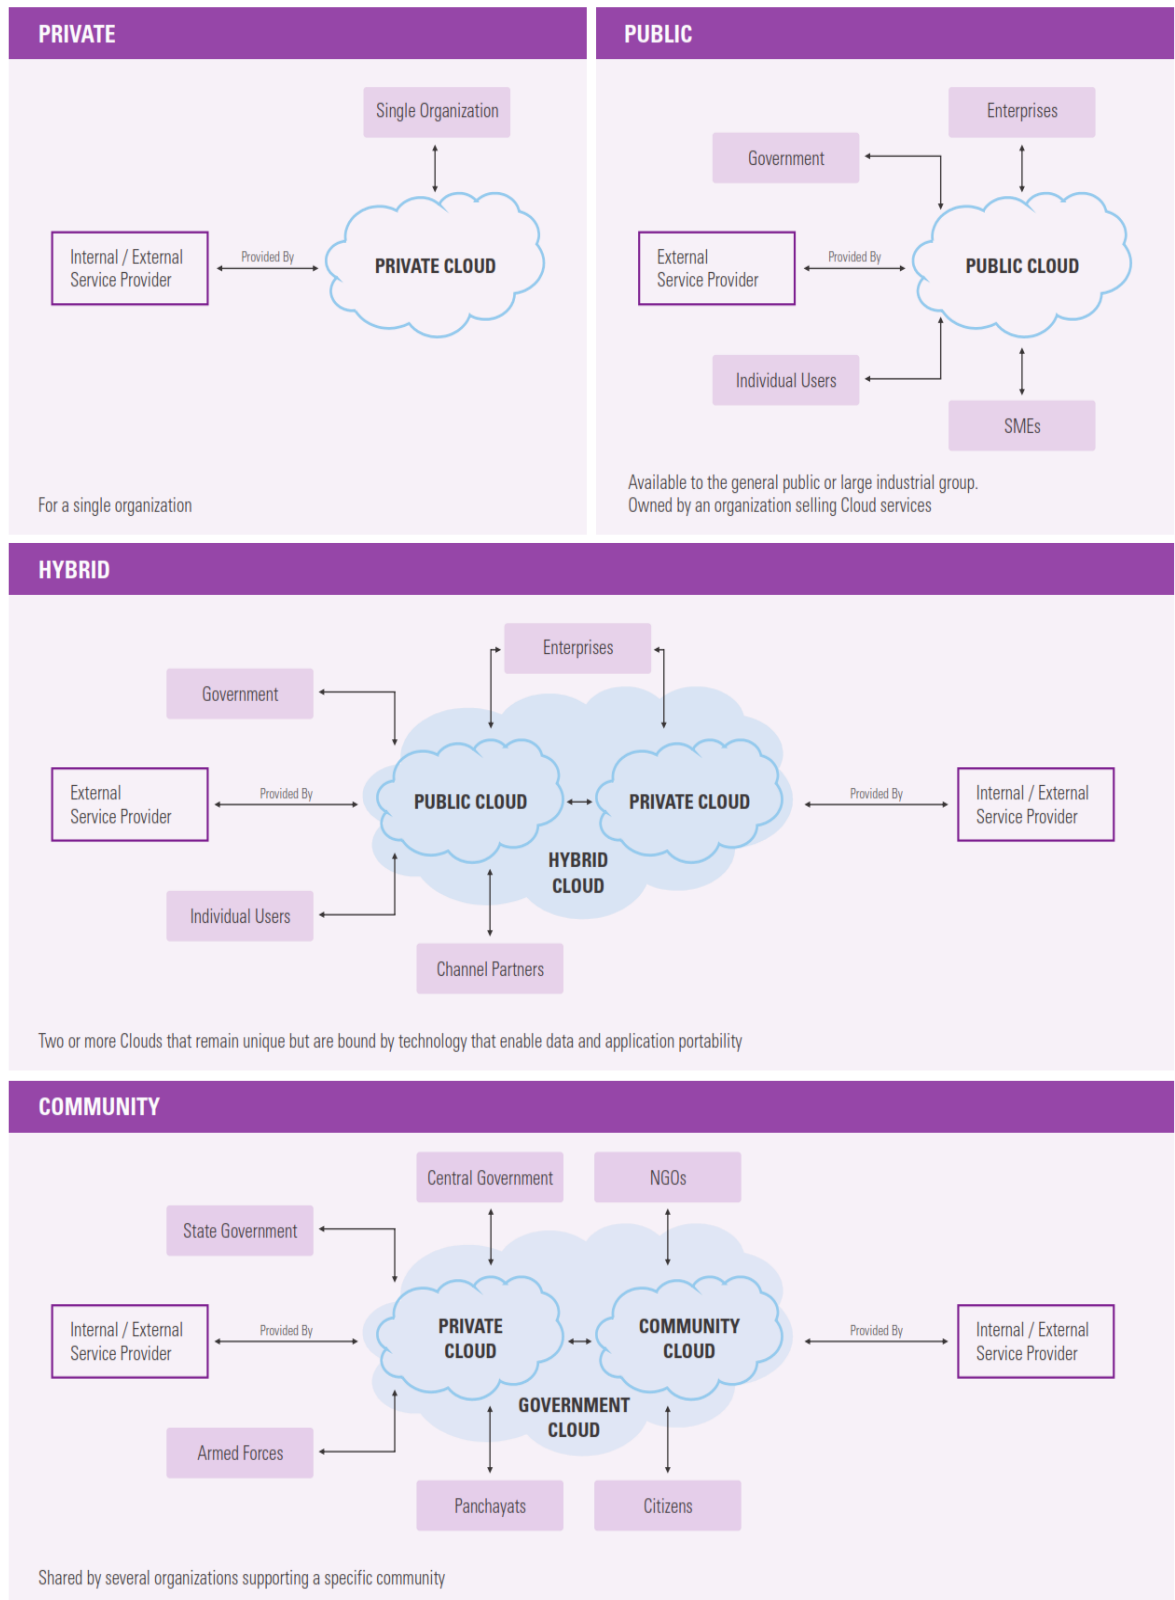 PRIVATE
Single Organization
Internal / External
Service Provider
Provided By
PRIVATE CLOUD
For a single organization
PUBLIC
Enterprises
Government
External
Service Provider
Provided By
PUBLIC CLOUD
Individual Users
SMEs
Available to the general public or large industrial group.
Owned by an organization selling Cloud services
HYBRID
Enterprises
Government
External
Service Provider
Provided By
PUBLIC CLOUD
PRIVATE CLOUD
Provided By
Internal / External
Service Provider
HYBRID
CLOUD
Individual Users
Channel Partners
Two or more Clouds that remain unique but are bound by technology that enable data and application portability
COMMUNITY
Central Government
NGOs
State Government
Internal / External
Service Provider
Provided By
PRIVATE
CLOUD
COMMUNITY
CLOUD
Provided By
Internal / External
Service Provider
GOVERNMENT
CLOUD
Armed Forces
Panchayats
Citizens
Shared by several organizations supporting a specific community